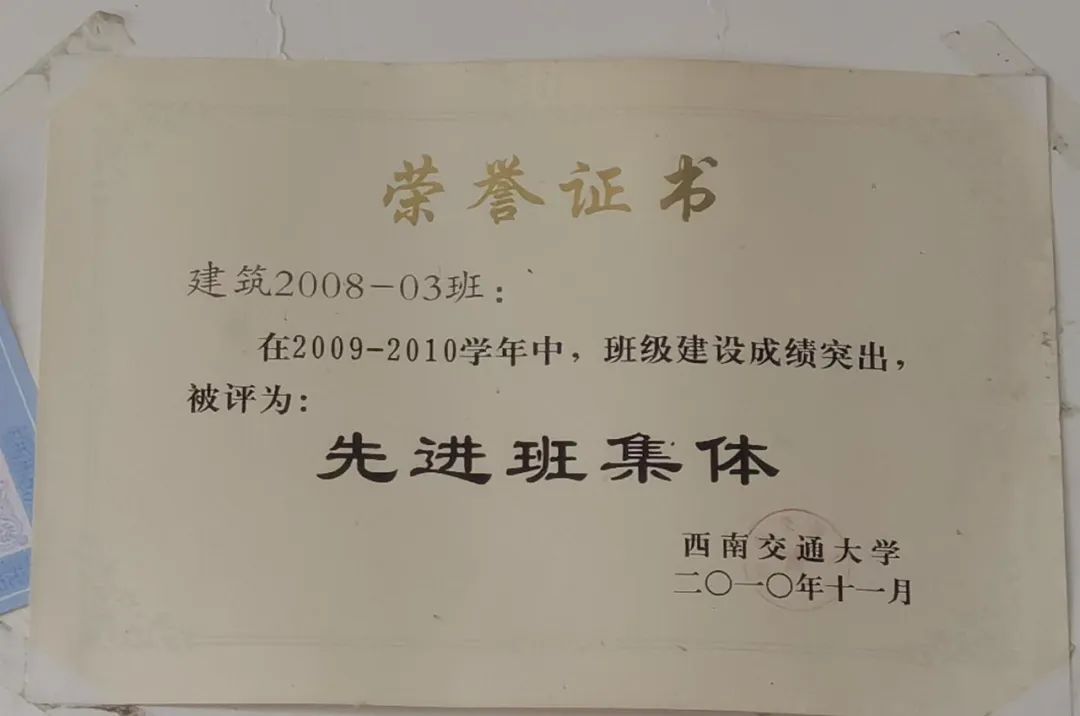 荣誉证书
建筑2008-03班：
在2009-2010学年中，班级建设成绩突出，
被评为：
先进班集体
西南交通大学
二〇一〇年十一月